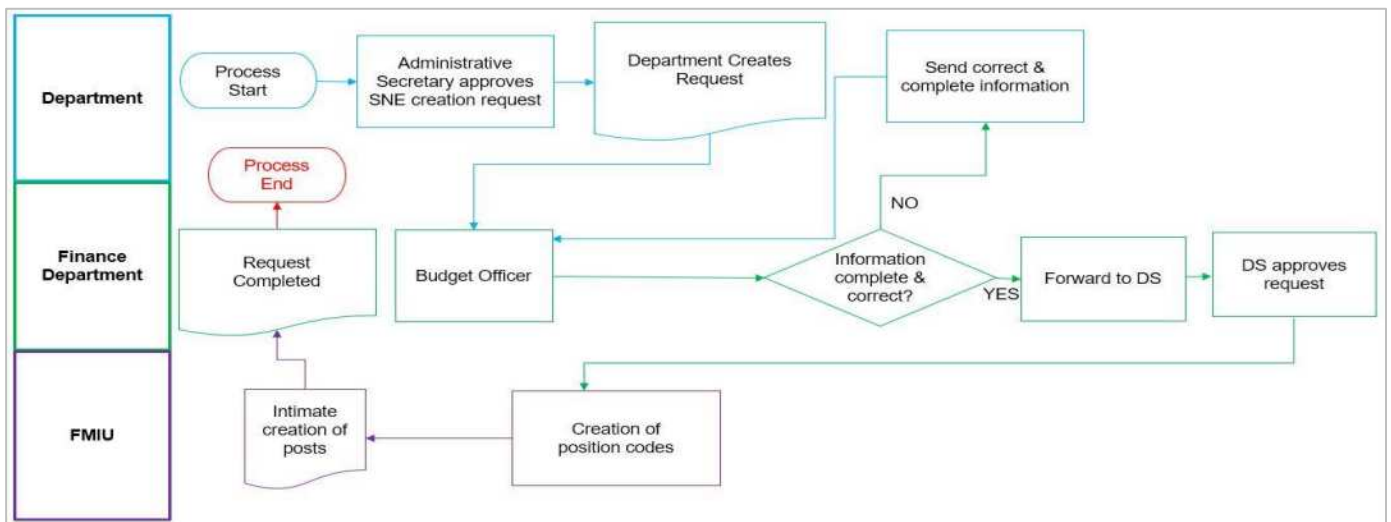 Department
Process
Start
Administrative
Secretary approves
SNE creation request
Department Creates
Request
Send correct &
complete information
Process
End
NO
Finance
Department
Request
Completed
Budget Officer
Information
complete &
correct?
YES
Forward to DS
DS approves
request
FMIU
Intimate
creation of
posts
Creation of
position codes